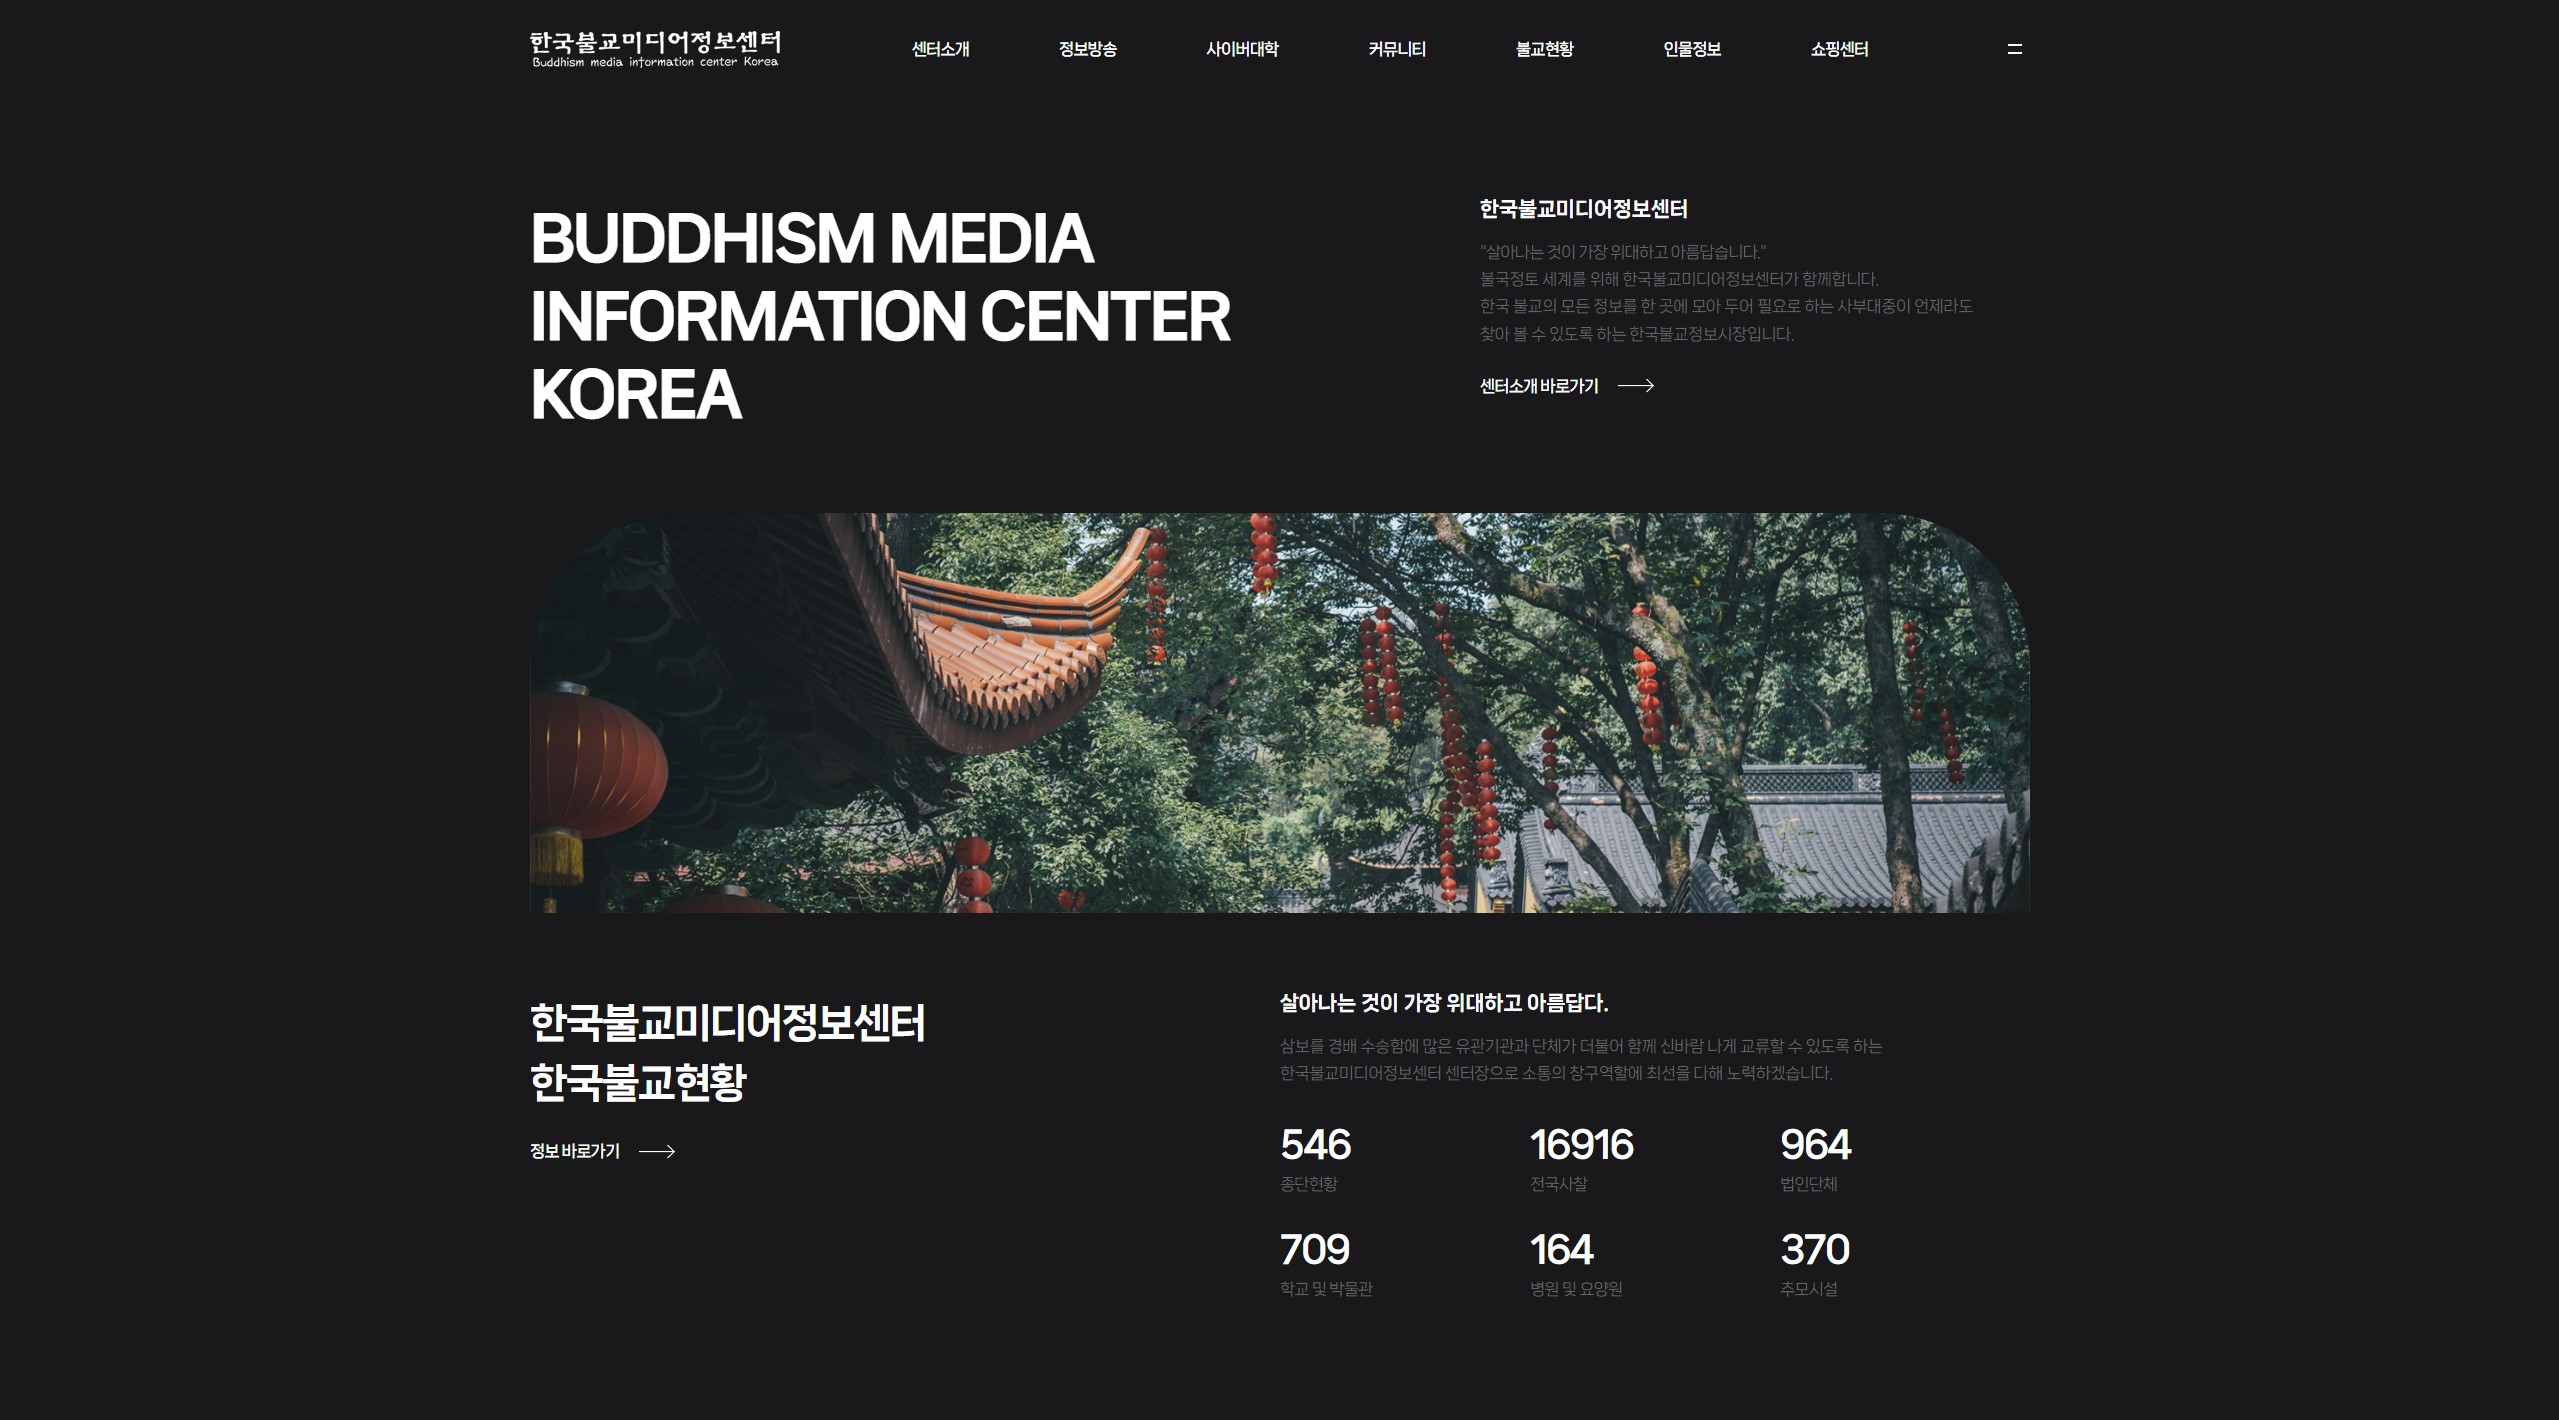 한국불교미디어정보센터
Buddhism media information center Korea
센터소개
정보방송
사이버대학
커뮤니티
불교현황
인물정보
쇼핑센터
BUDDHISM MEDIA
INFORMATION CENTER
KOREA
한국불교미디어정보센터
"살아나는 것이 가장 위대하고 아름답습니다."
불국정토 세계를 위해 한국불교미디어정보센터가 함께합니다.
한국 불교의 모든 정보를 한 곳에 모아 두어 필요로 하는 사부대중이 언제라도
찾아 볼 수 있도록 하는 한국불교정보시장입니다.
센터소개 바로가기
한국불교미디어정보센터
한국불교현황
정보 바로가기
살아나는 것이 가장 위대하고 아름답다.
삼보를 경배 수승함에 많은 유관기관과 단체가 더불어 함께 신바람 나게 교류할 수 있도록 하는
한국불교미디어정보센터 센터장으로 소통의 창구역할에 최선을 다해 노력하겠습니다.
546
종단현황
16916
전국사찰
964
법인단체
709
학교 및 박물관
164
병원 및 요양원
370
추모시설